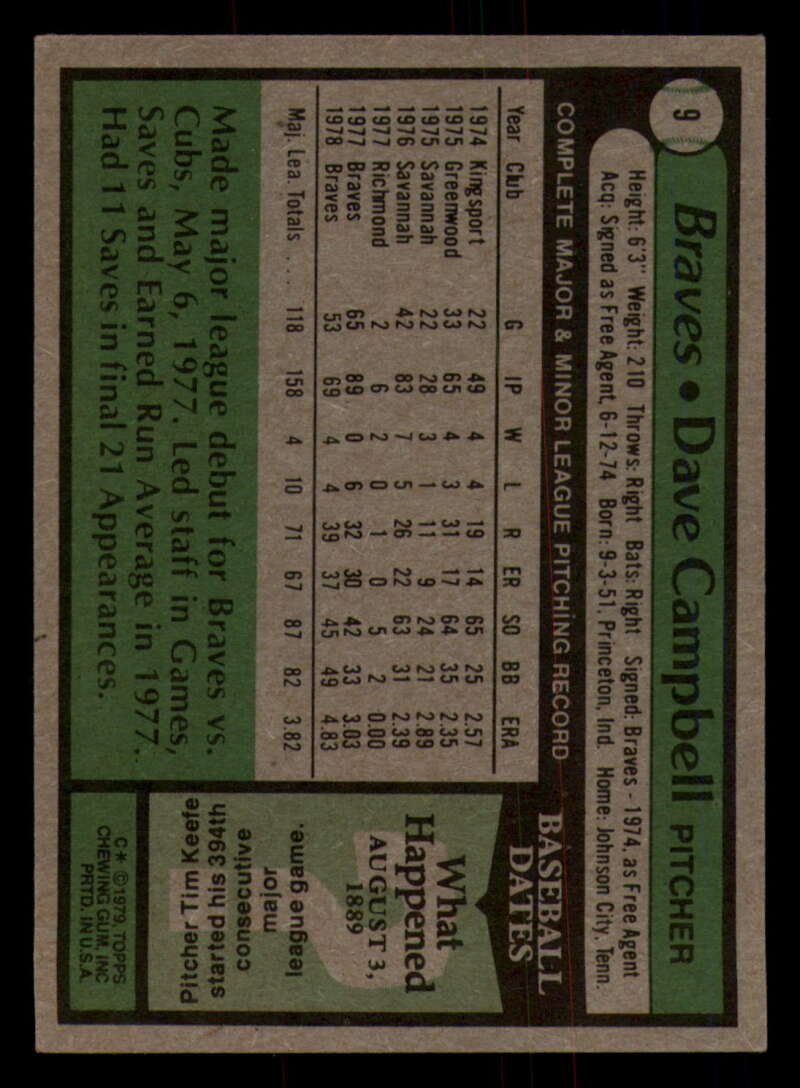 9
Braves • Dave Campbell PITCHER
Height: 6'3" Weight: 210 Throws: Right Bats: Right Signed: Braves - 1974, as Free Agent
Acq: Signed as Free Agent, 6-12-74 Born: 9-3-51, Princeton, Ind. Home: Johnson City, Tenn.
COMPLETE MAJOR & MINOR LEAGUE PITCHING RECORD
Year Club G IP W L R ER SO BB ERA
1974 Kingsport 22 49 4 4 19 14 65 25 2.57
1975 Greenwood 33 65 4 3 31 17 64 35 2.35
1975 Savannah 22 28 3 1 11 9 24 21 2.89
1976 Savannah 42 83 7 5 26 22 63 31 2.39
1977 Richmond 2 6 2 0 1 0 5 2 0.00
1977 Braves 65 89 0 6 32 30 42 33 3.03
1978 Braves 53 69 4 4 39 37 45 49 4.83
Maj. Lea. Totals . . . . 118 158 4 10 71 67 87 82 3.82
Made major league debut for Braves vs.
Cubs, May 6, 1977. Led staff in Games,
Saves and Earned Run Average in 1977.
Had 11 Saves in final 21 Appearances.
BASEBALL
DATES
What
Happened
AUGUST 3,
1889
Pitcher Tim Keefe
started his 394th
consecutive
major
league game.
C* ©1979, TOPPS
CHEWING GUM, INC
PRTD. IN U.S.A.